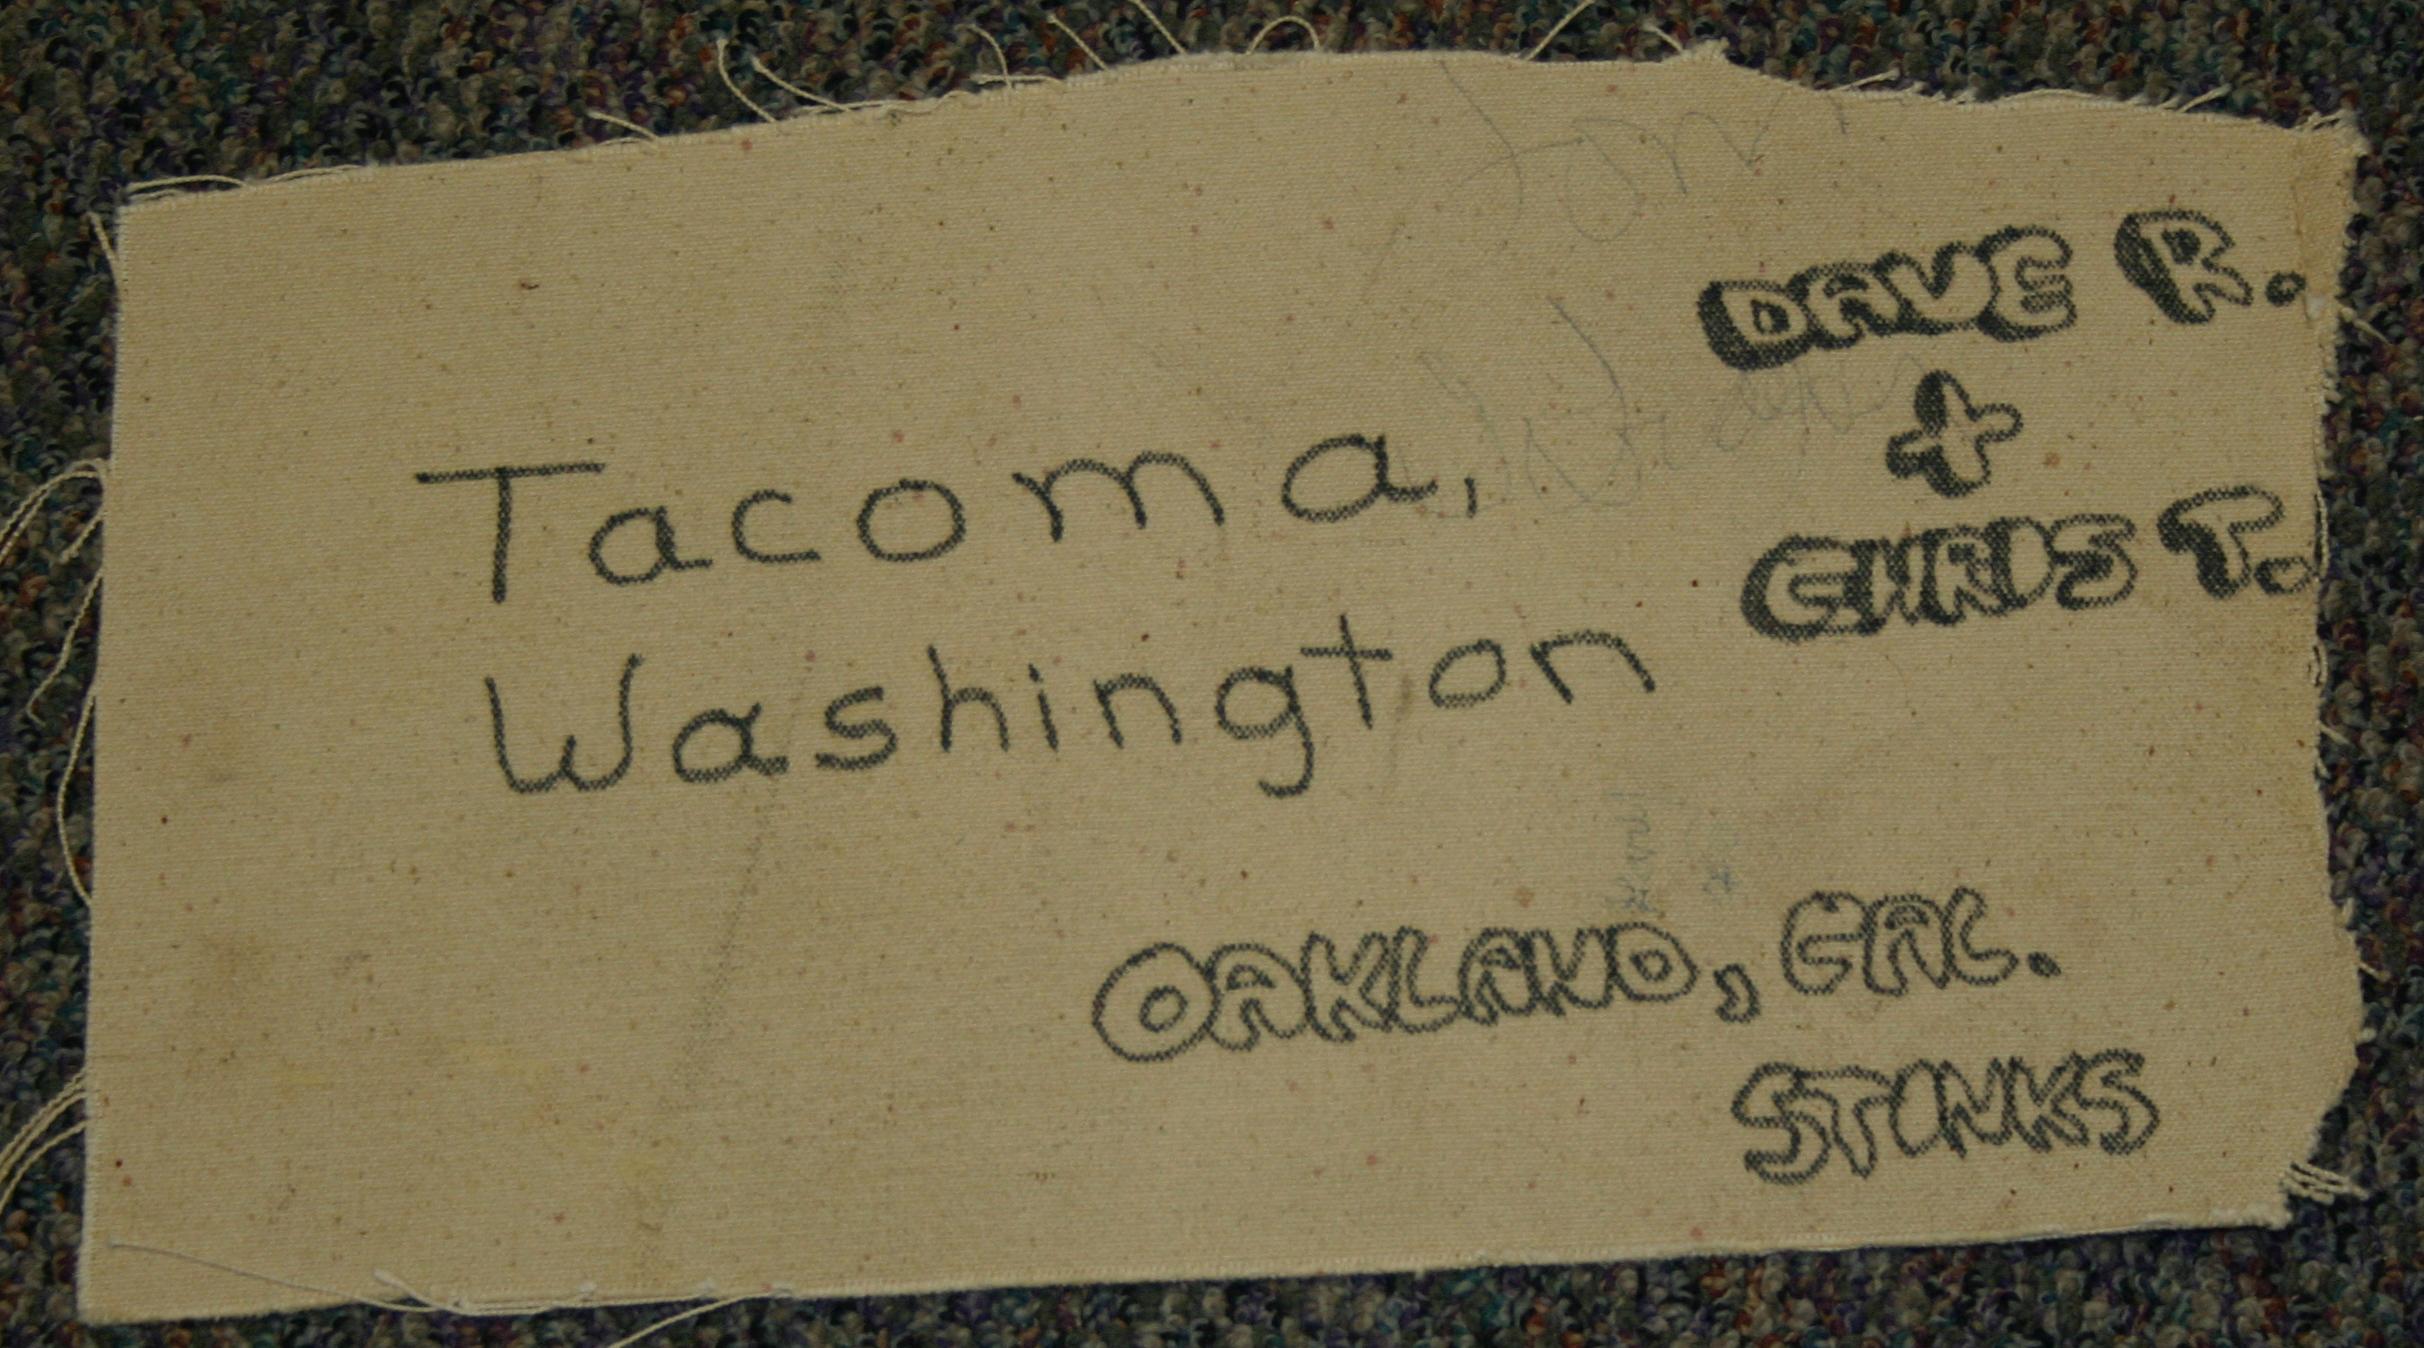 DAVE R.
+
CHRIS T.
Tacoma,
Washington
OAKLAND, CAL.
STINKS